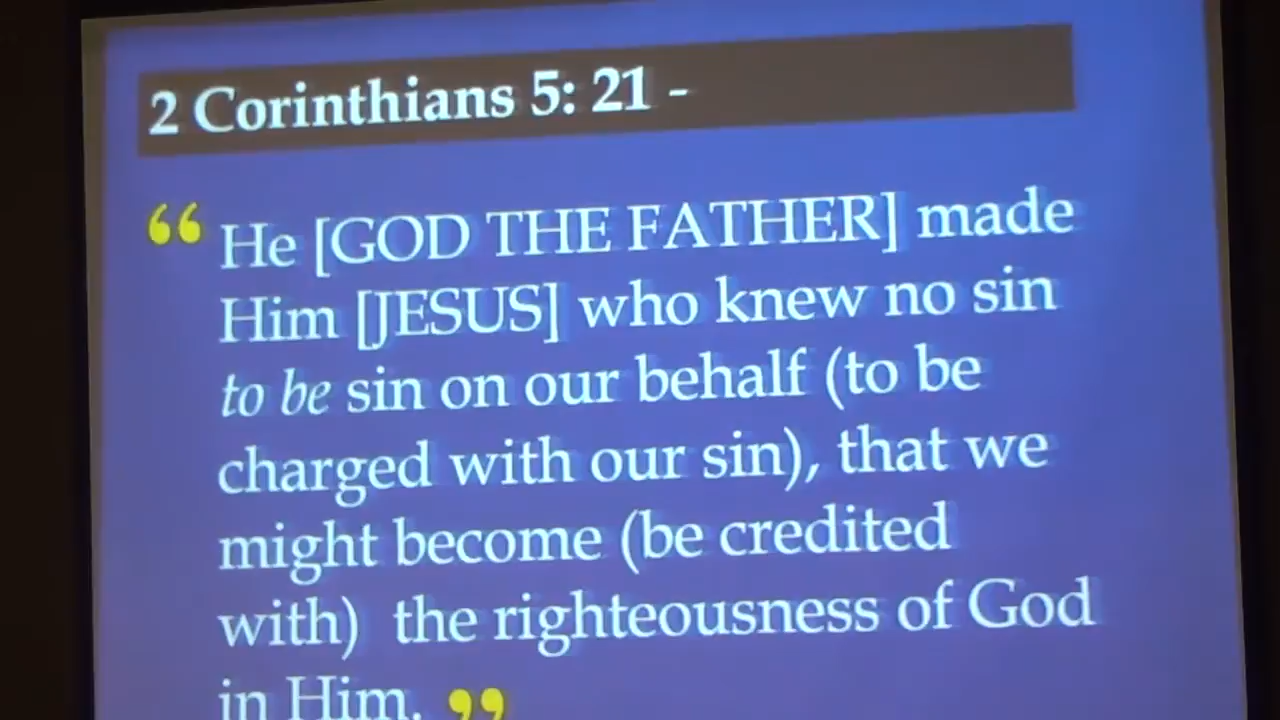 2 Corinthians 5: 21 -
“ He [GOD THE FATHER] made
Him [JESUS] who knew no sin
to be sin on our behalf (to be
charged with our sin), that we
might become (be credited
with) the righteousness of God
in Him. ”